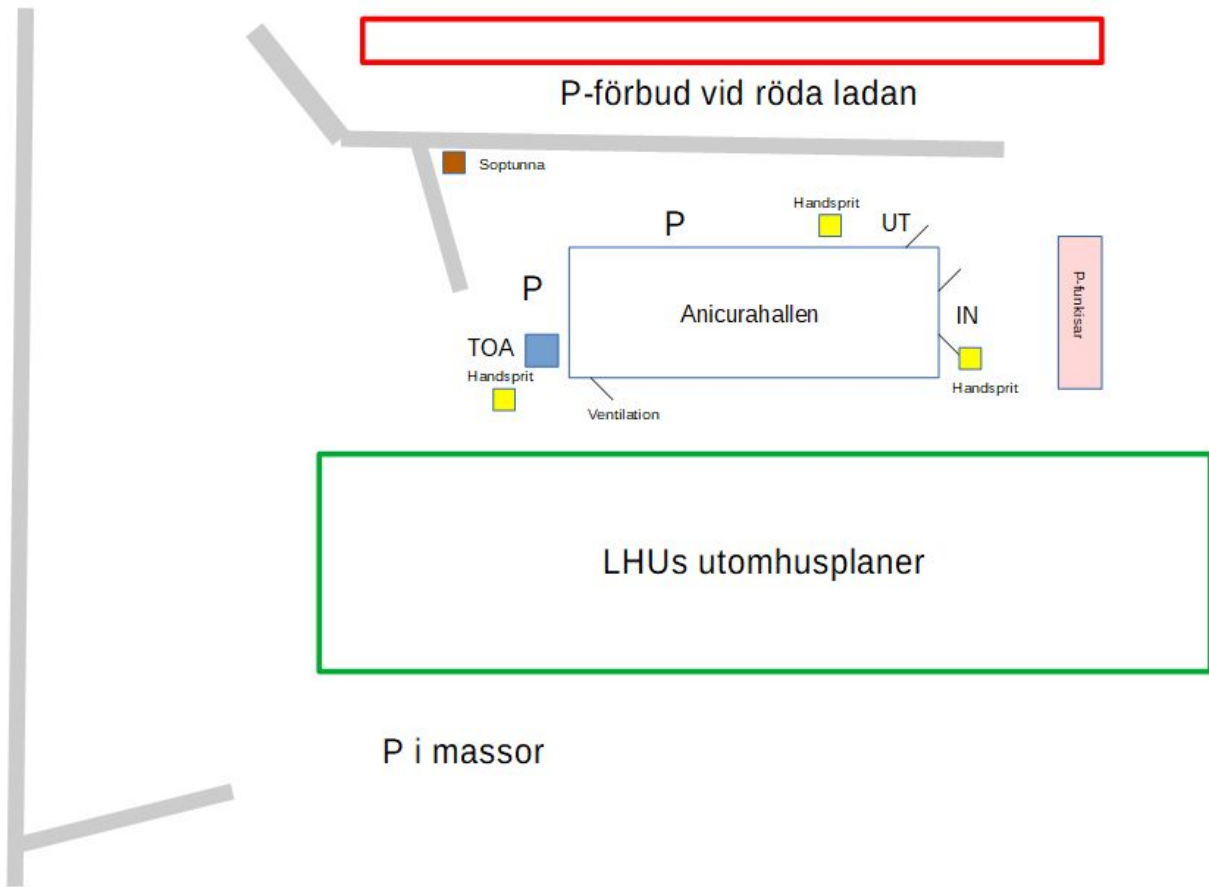 P-förbud vid röda ladan
Soptunna
Handsprit
P
UT
P
Anicurahallen
IN
P-funkisar
TOA
Handsprit
Handsprit
Ventilation
LHUs utomhusplaner
P i massor